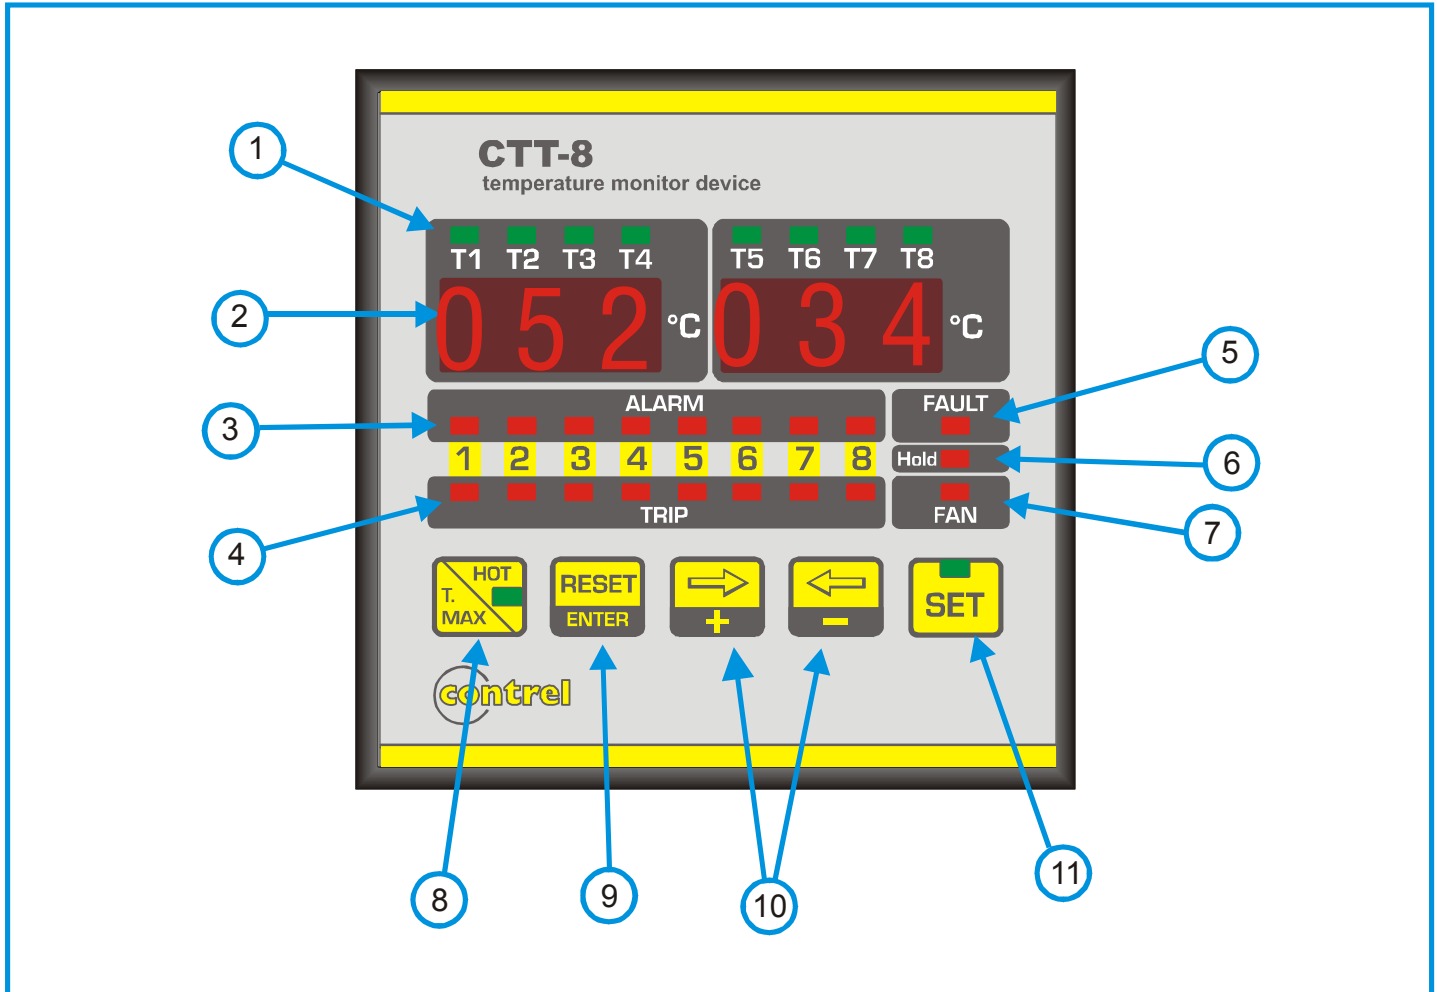 CTT-8
temperature monitor device
1
T1 T2 T3 T4 T5 T6 T7 T8
2
052 °C 034 °C
5
ALARM FAULT
3
1 2 3 4 5 6 7 8 Hold
6
TRIP FAN
7
4
HOT
T.
MAX
RESET
ENTER
+
-
SET
contrel
8
9
10
11